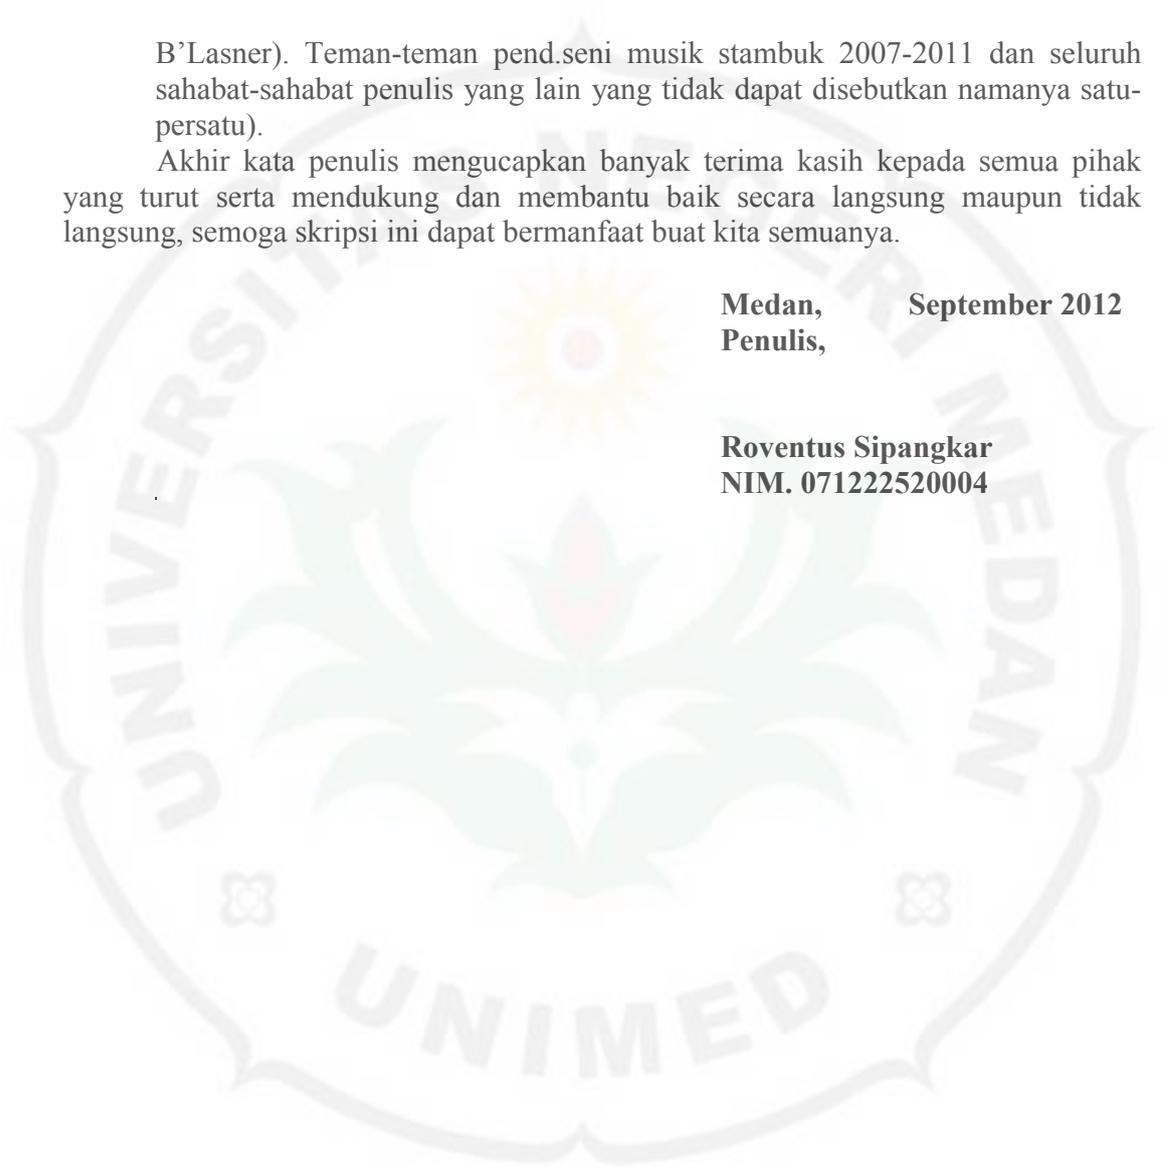 B’Lasner). Teman-teman pend.seni musik stambuk 2007-2011 dan seluruh
sahabat-sahabat penulis yang lain yang tidak dapat disebutkan namanya satu-
persatu).
Akhir kata penulis mengucapkan banyak terima kasih kepada semua pihak
yang turut serta mendukung dan membantu baik secara langsung maupun tidak
langsung, semoga skripsi ini dapat bermanfaat buat kita semuanya.
Medan, September 2012
Penulis,
Roventus Sipangkar
NIM. 071222520004
.
UNIVERSITAS NEGERI MEDAN
UNIMED